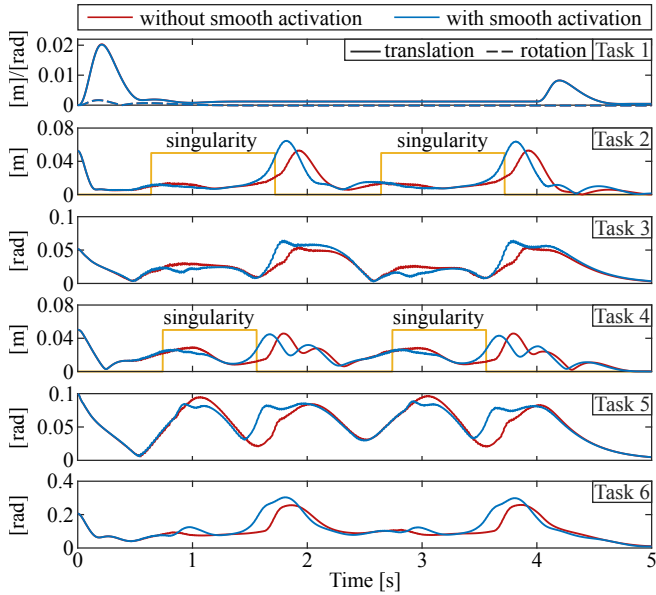 without smooth activation with smooth activation
[m]/[rad]
0.02
0.01
0
translation rotation
Task 1
[m]
0.08
0.04
0
singularity singularity
Task 2
[rad]
0.1
0.05
0
Task 3
[m]
0.08
0.04
0
singularity singularity
Task 4
[rad]
0.1
0.05
0
Task 5
[rad]
0.4
0.2
0
Task 6
0 1 2 3 4 5
Time [s]